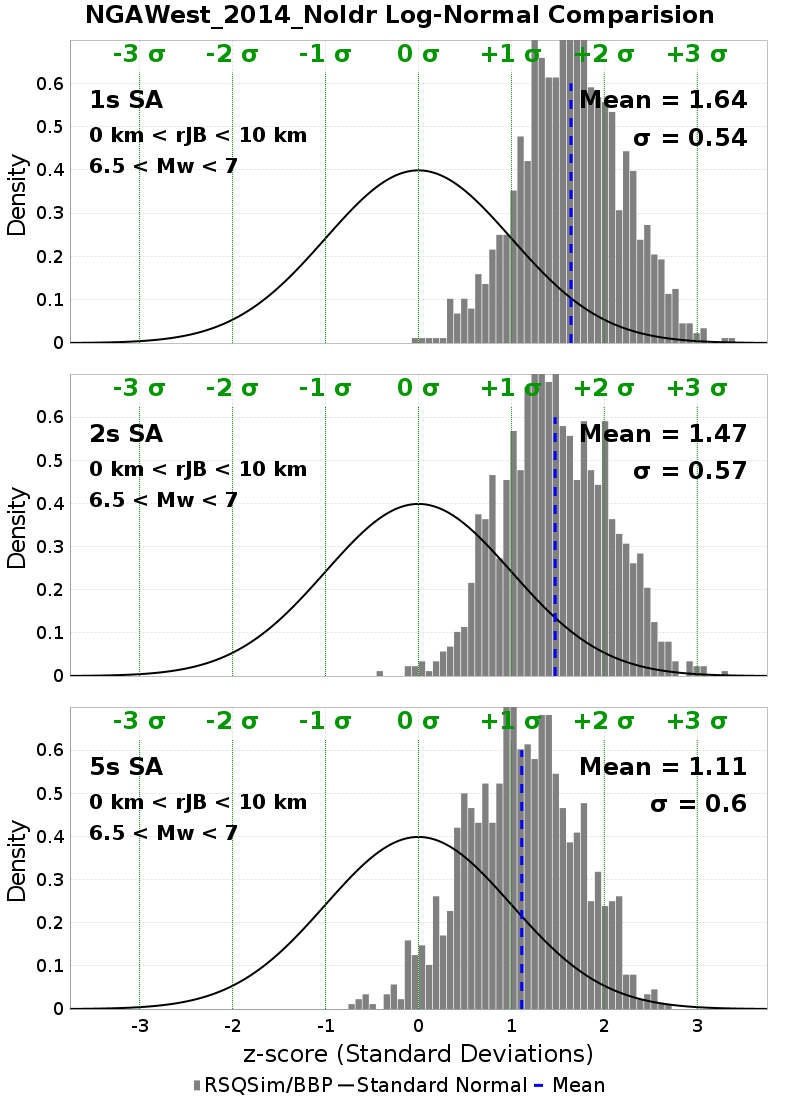 NGAWest_2014_NoIdr Log-Normal Comparision
-3 σ -2 σ -1 σ 0 σ +1 σ +2 σ +3 σ
0.6
1s SA
Mean = 1.64
0.5
0 km < rJB < 10 km
σ = 0.54
0.4
6.5 < Mw < 7
Density
0.3
0.2
0.1
0
-3 σ -2 σ -1 σ 0 σ +1 σ +2 σ +3 σ
0.6
2s SA
Mean = 1.47
0.5
0 km < rJB < 10 km
σ = 0.57
0.4
6.5 < Mw < 7
Density
0.3
0.2
0.1
0
-3 σ -2 σ -1 σ 0 σ +1 σ +2 σ +3 σ
0.6
5s SA
Mean = 1.11
0.5
0 km < rJB < 10 km
σ = 0.6
0.4
6.5 < Mw < 7
Density
0.3
0.2
0.1
0
-3 -2 -1 0 1 2 3
z-score (Standard Deviations)
RSQSim/BBP Standard Normal Mean